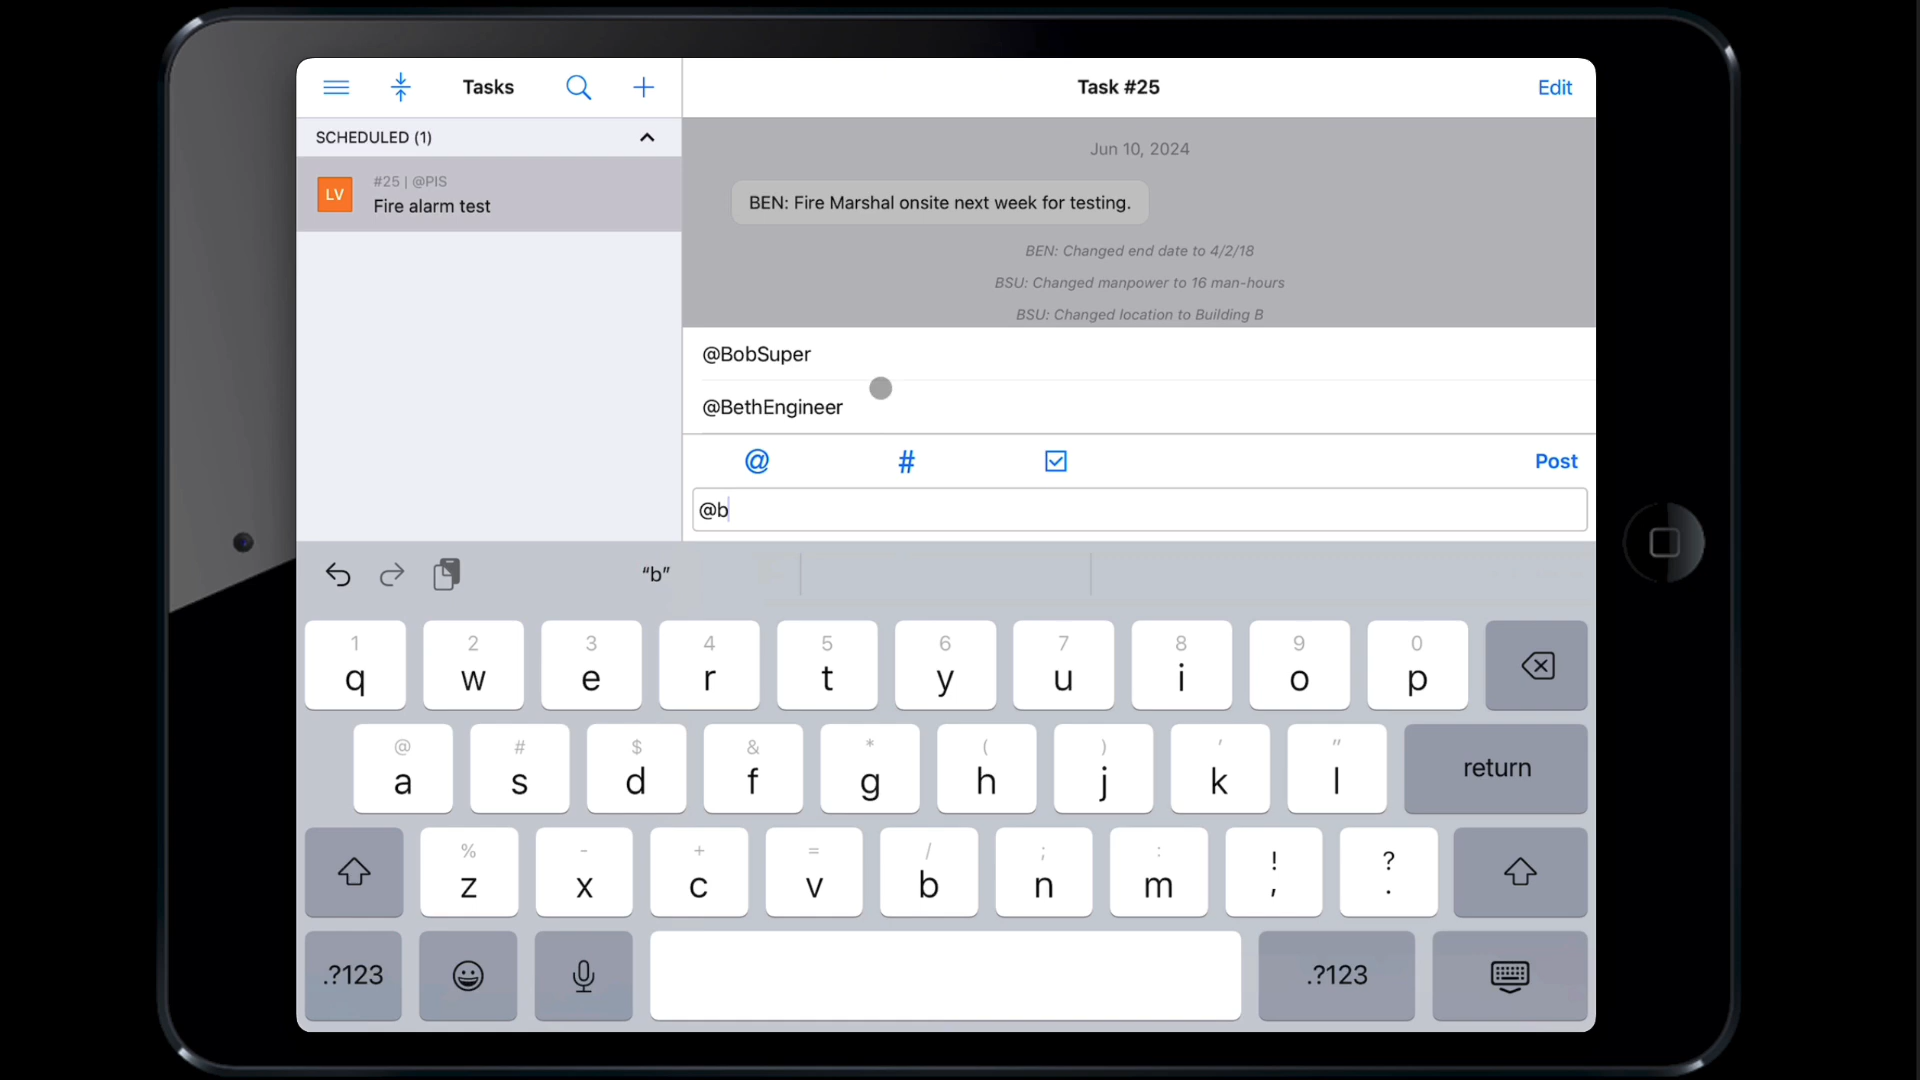 Tasks
Task #25
Edit
SCHEDULED (1)
LV
#25 | @PIS
Fire alarm test
Jun 10, 2024
BEN: Fire Marshal onsite next week for testing.
BEN: Changed end date to 4/2/18
BSU: Changed manpower to 16 man-hours
BSU: Changed location to Building B
@BobSuper
@BethEngineer
@ #
Post
@b
“b”
1 2 3 4 5 6 7 8 9 0
q w e r t y u i o p
@ # $ & * ( ) ' "
a s d f g h j k l return
% - + = / ; : ! ?
z x c v b n m , .
.?123 .?123